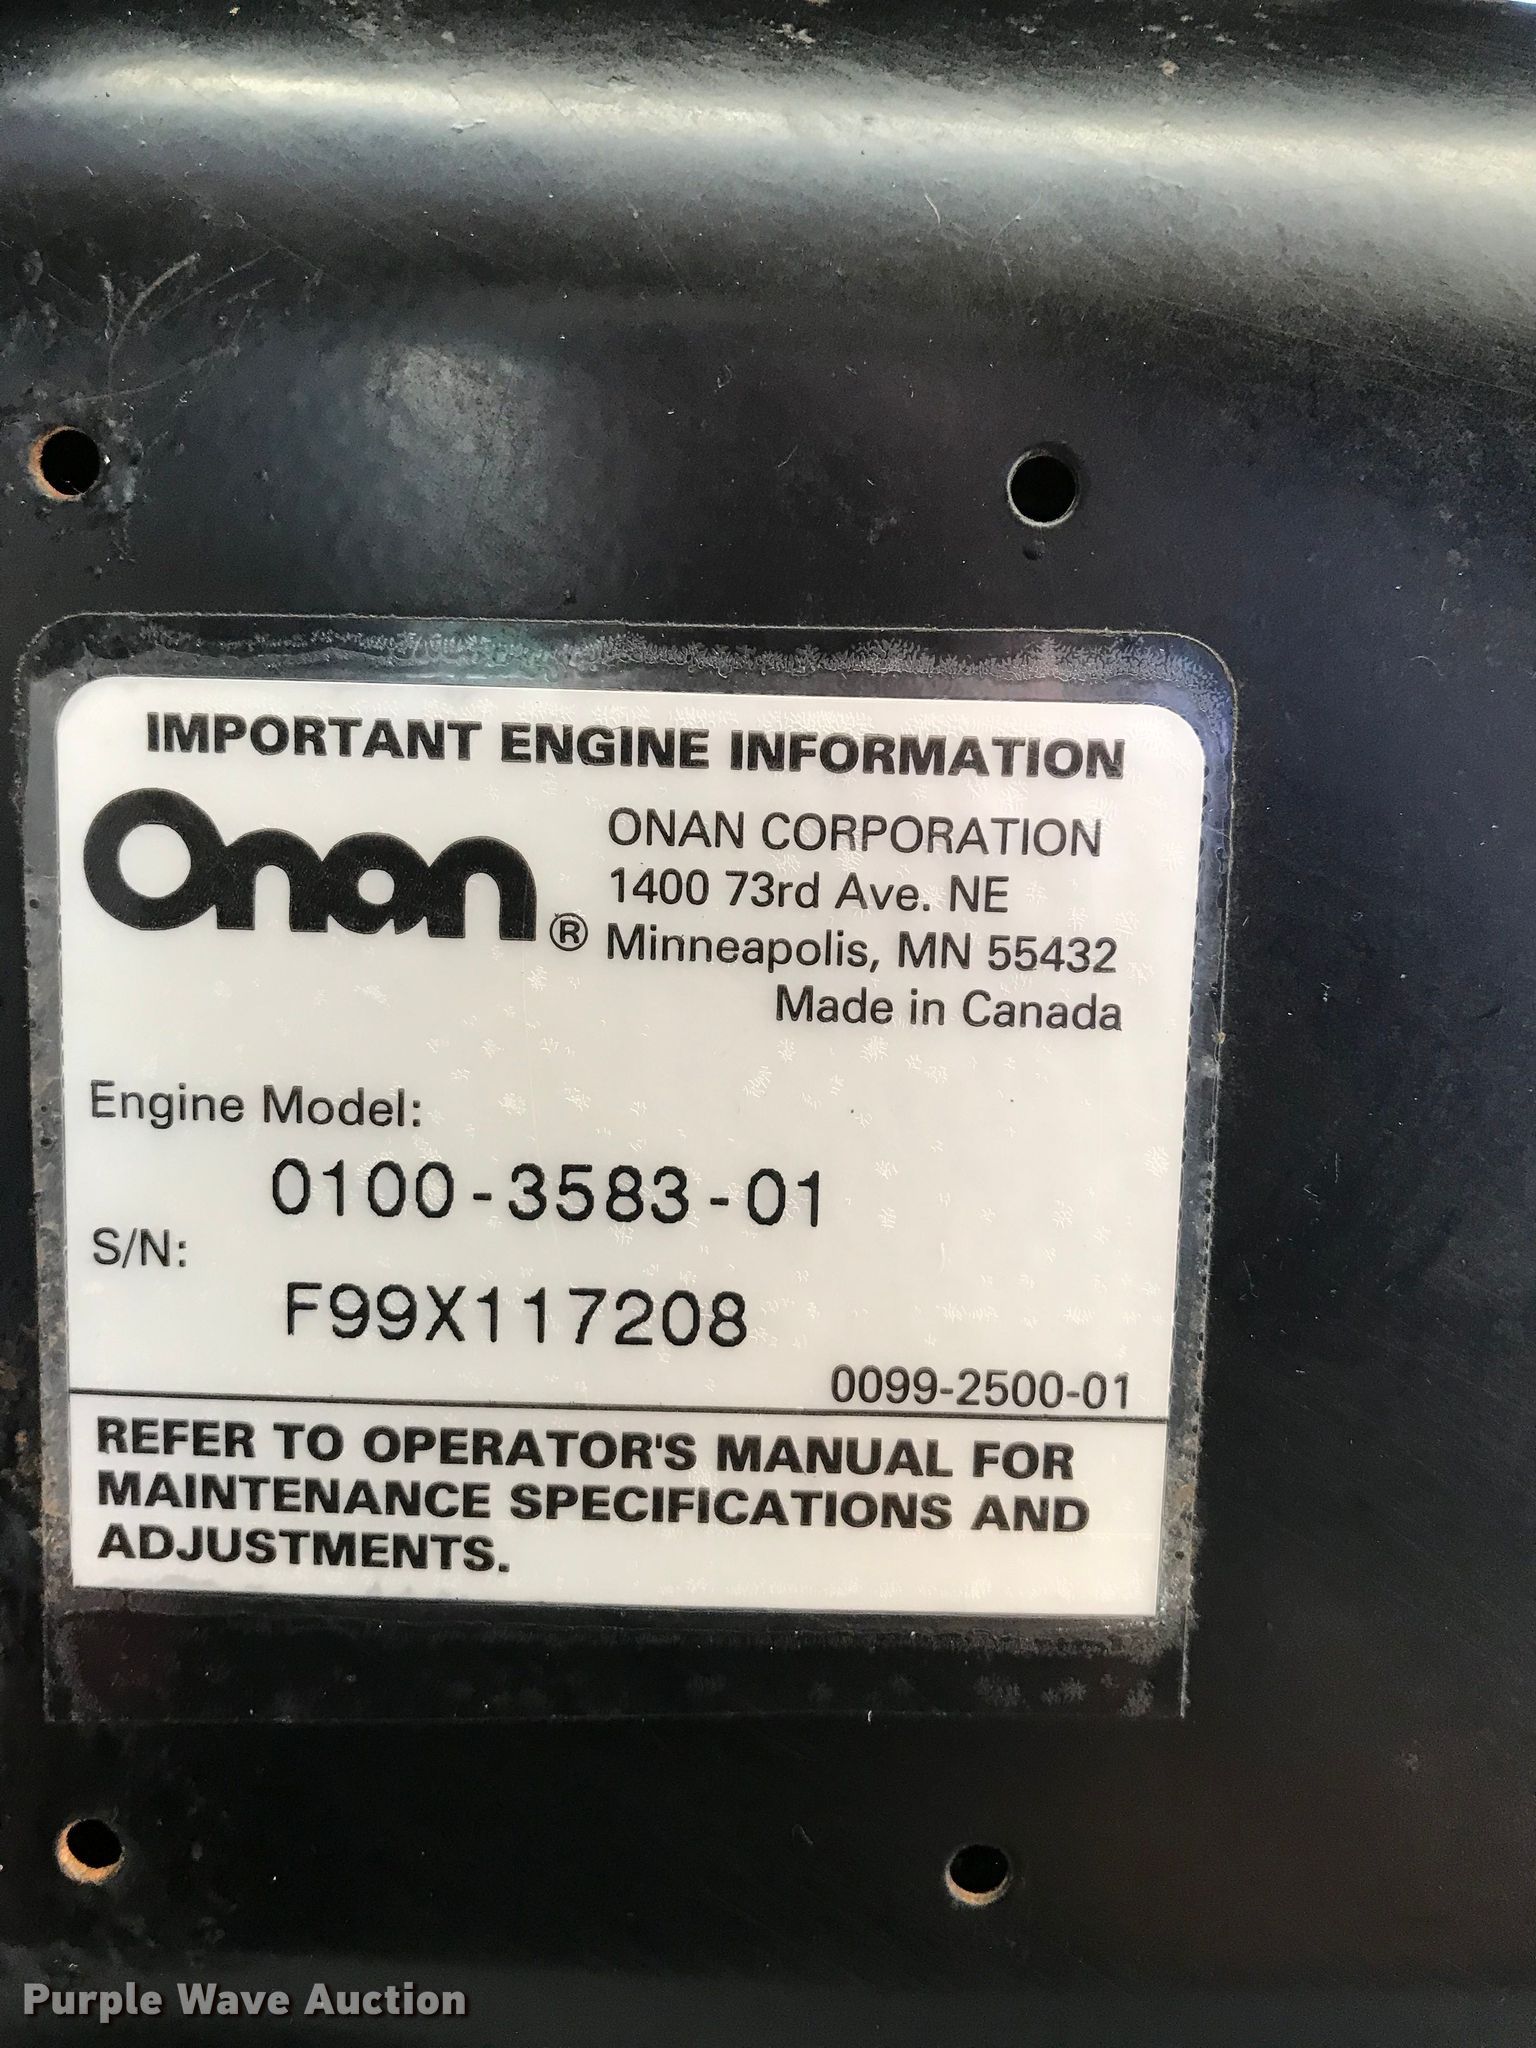 IMPORTANT ENGINE INFORMATION
Onan®
ONAN CORPORATION
1400 73rd Ave. NE
Minneapolis, MN 55432
Made in Canada
Engine Model:
0100-3583-01
S/N:
F99X117208
0099-2500-01
REFER TO OPERATOR'S MANUAL FOR
MAINTENANCE SPECIFICATIONS AND
ADJUSTMENTS.
Purple Wave Auction